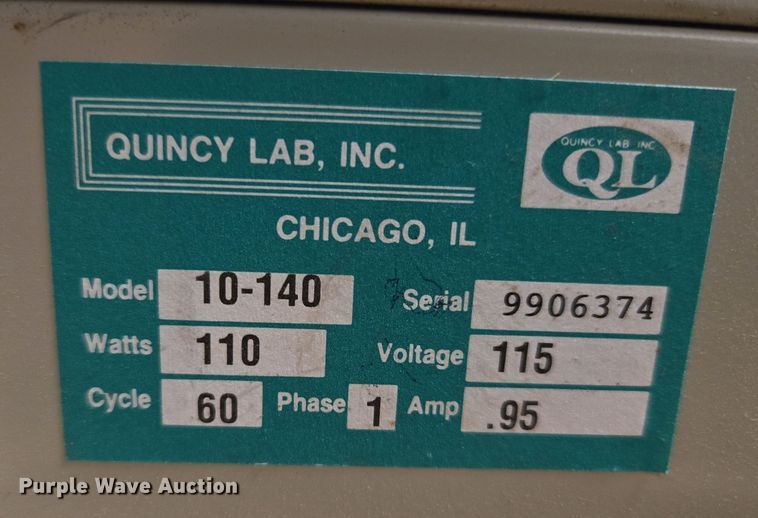 QUINCY LAB, INC.
QUINCY LAB INC
QL
CHICAGO, IL
Model 10-140 Serial 9906374
Watts 110 Voltage 115
Cycle 60 Phase 1 Amp .95
Purple Wave Auction